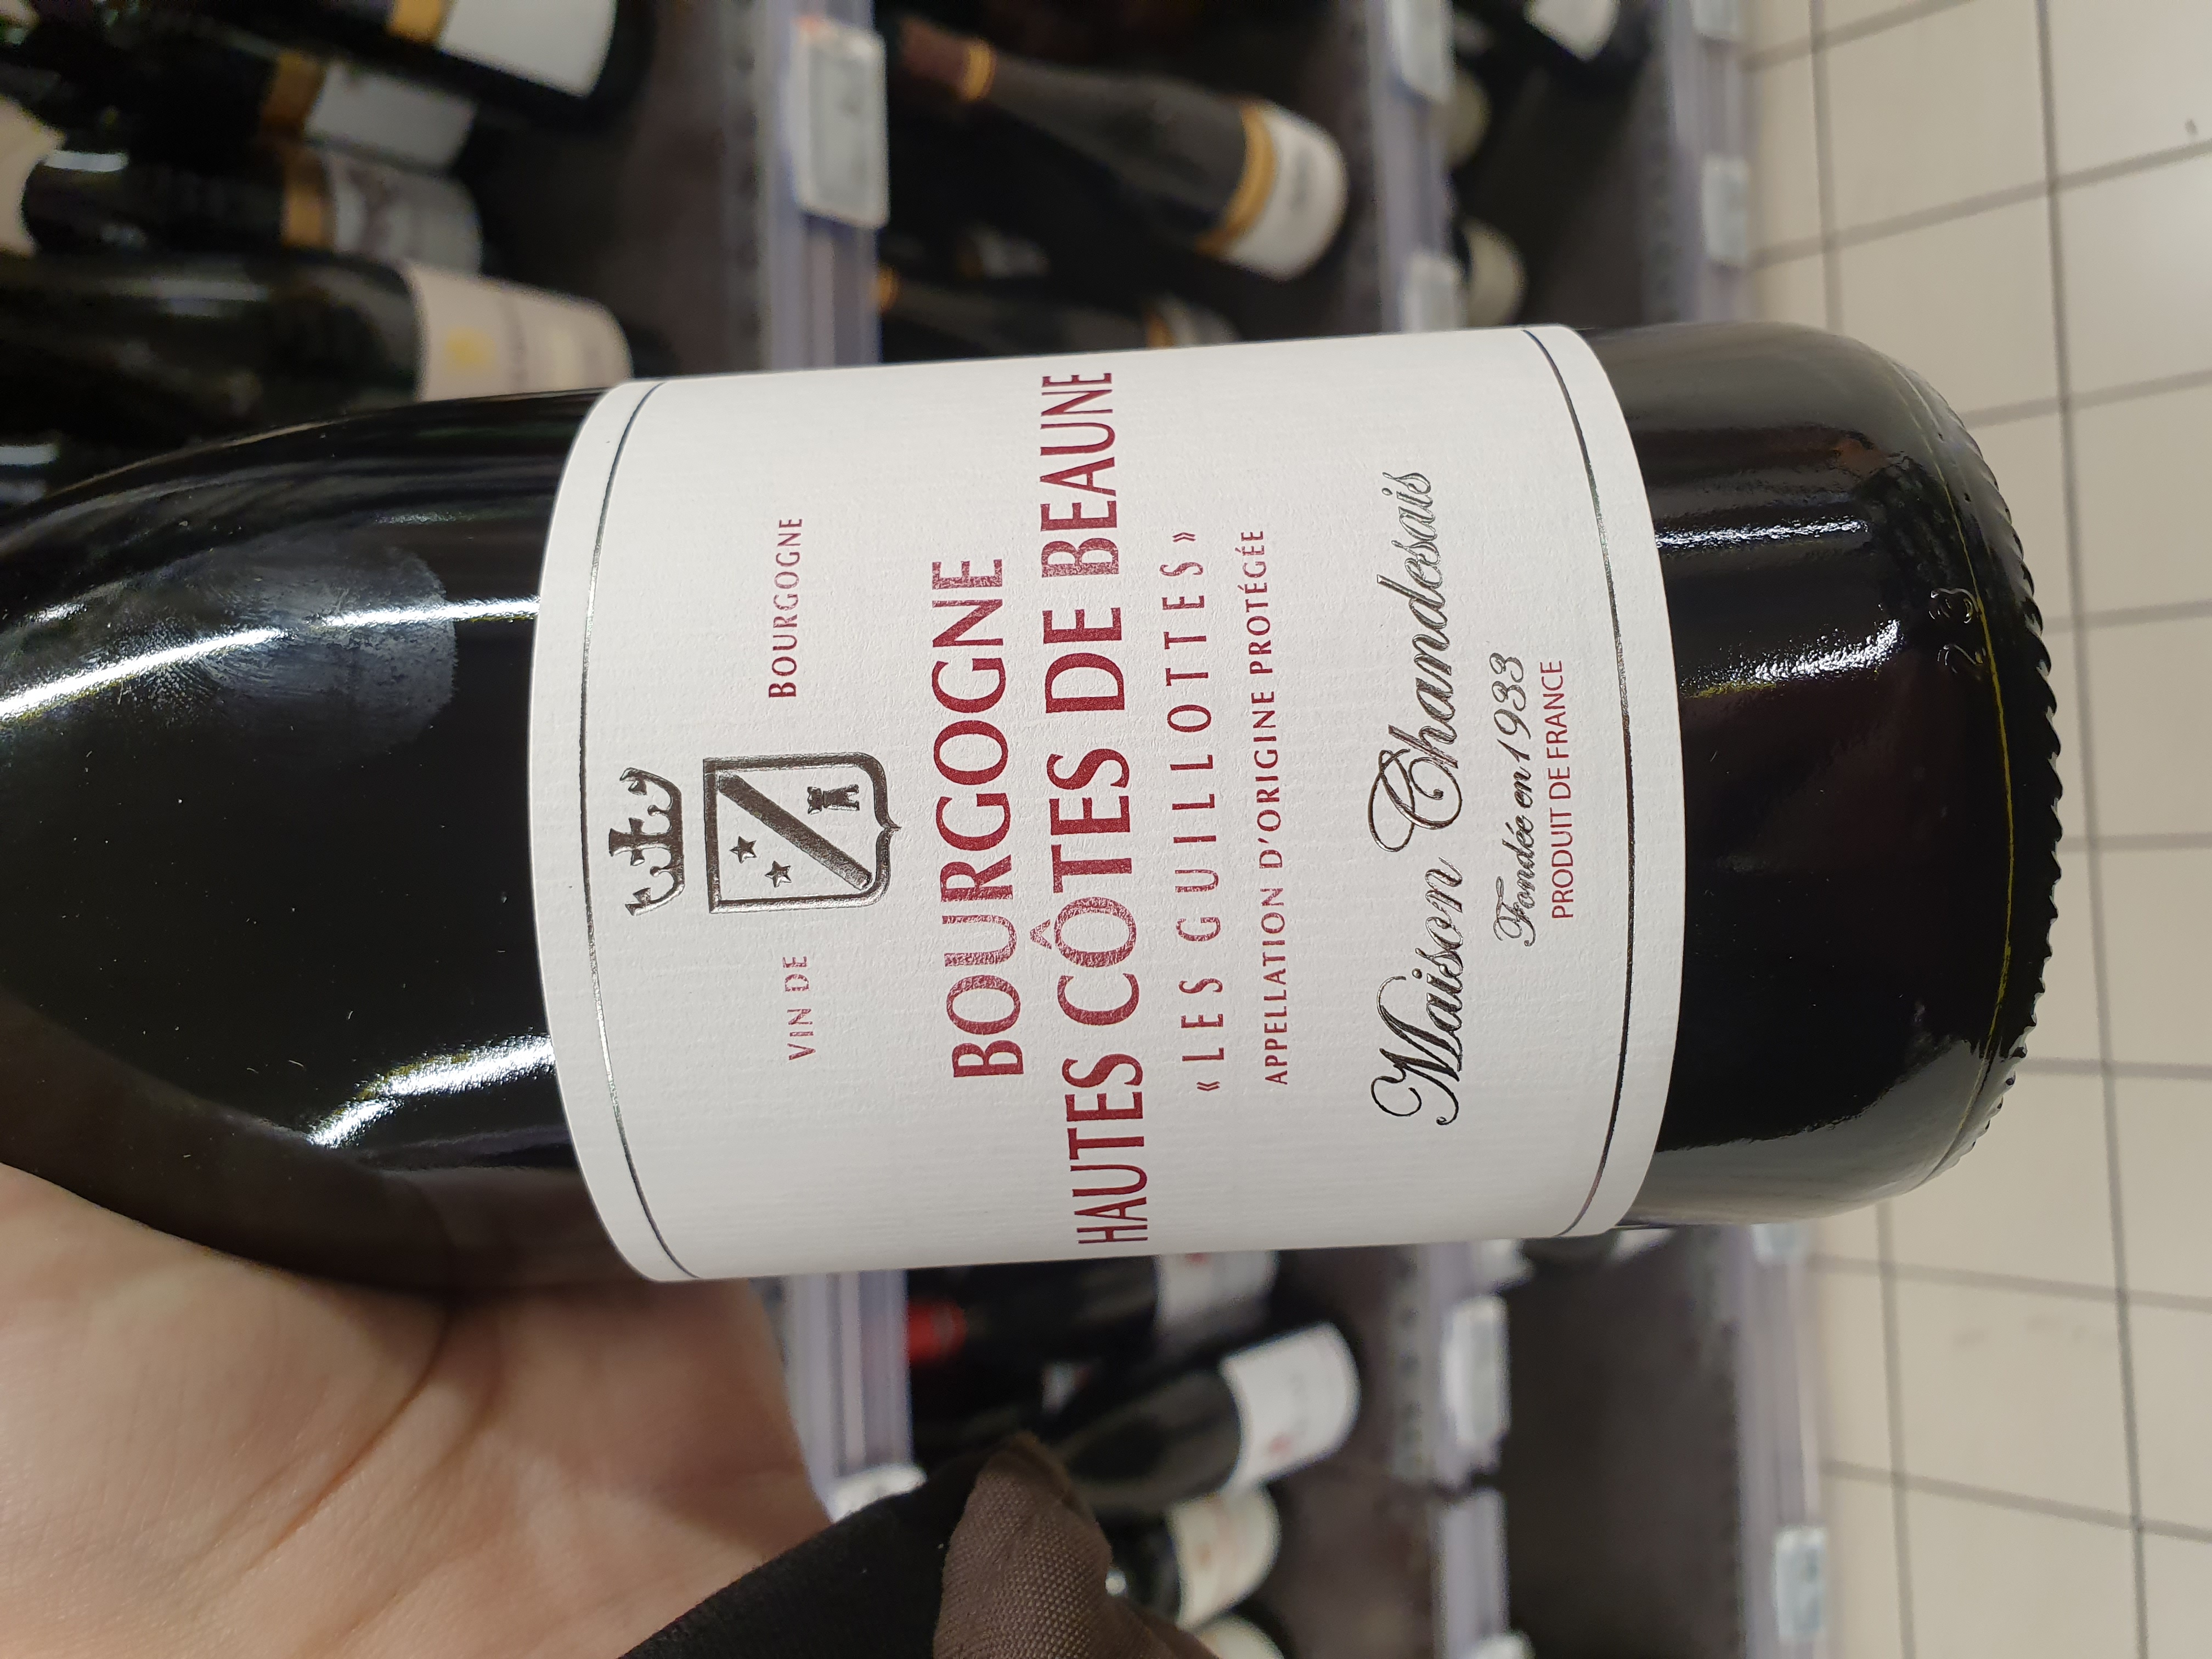 VIN DE BOURGOGNE
BOURGOGNE
HAUTES CÔTES DE BEAUNE
« LES GUILLOTTES »
APPELLATION D'ORIGINE PROTÉGÉE
Maison Chandesais
Fondée en 1933
PRODUIT DE FRANCE
23